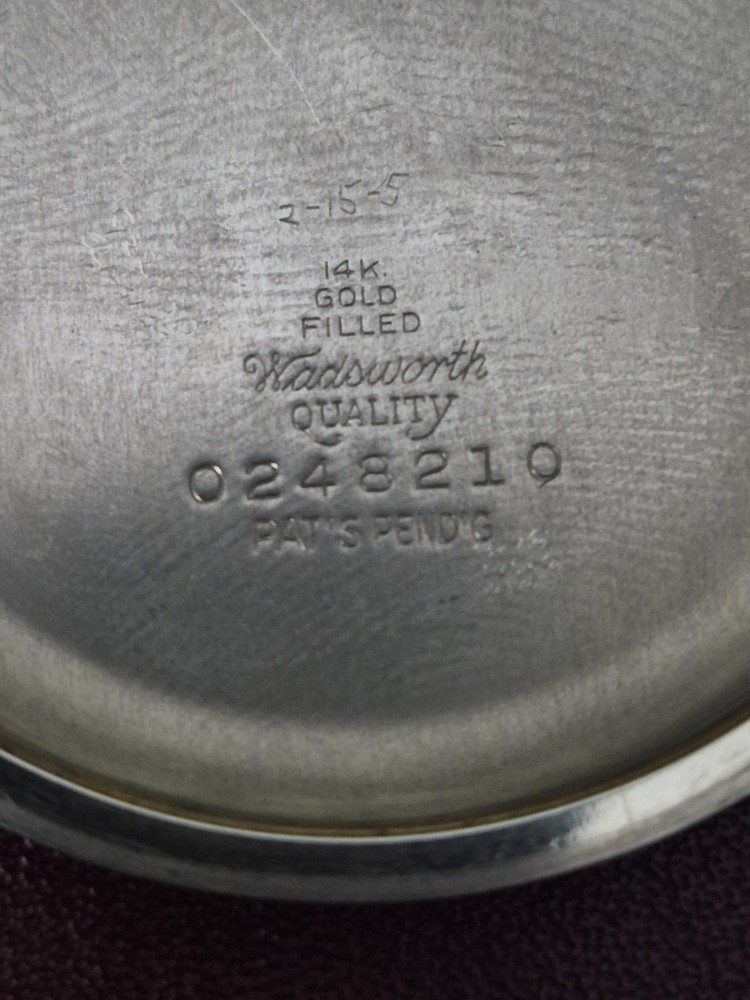 2-15-5
14K.
GOLD
FILLED
Wadsworth
QUALITY
0248210
PAT'S PEND'G